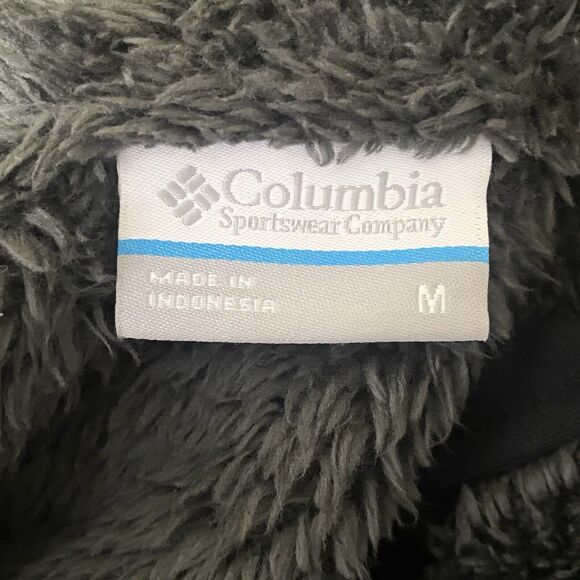 Columbia
Sportswear Company
MADE IN
INDONESIA
M